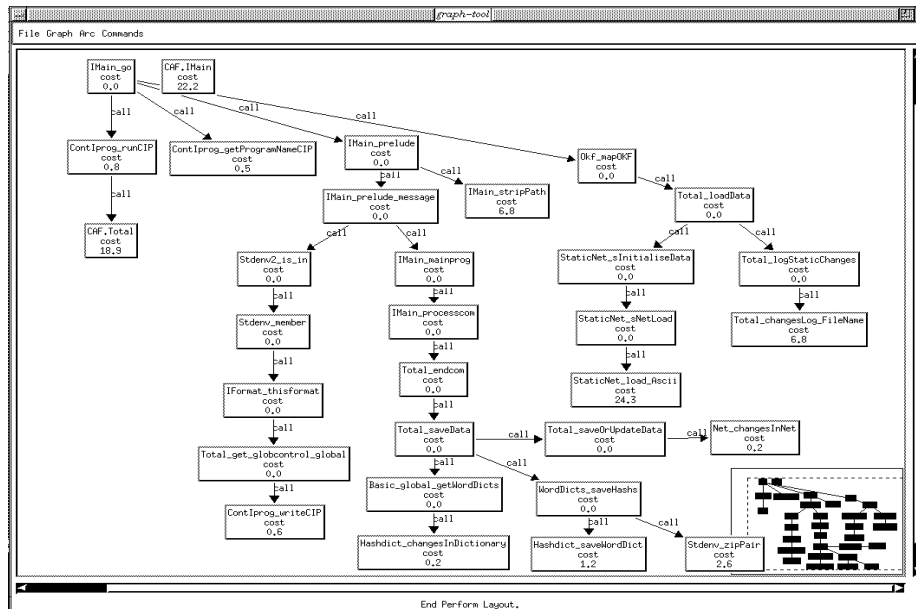 graph-tool
File Graph Arc Commands
IMain_go
cost
0.0
CAF.IMain
cost
22.2
call
call
call
call
ContIprog_runCIP
cost
0.8
ContIprog_getProgramNameCIP
cost
0.5
IMain_prelude
cost
0.0
Okf_mapOKF
cost
0.0
call
call
call
call
IMain_prelude_message
cost
0.0
IMain_stripPath
cost
6.8
Total_loadData
cost
0.0
CAF.Total
cost
18.9
call
call
call
call
Stdenv2_is_in
cost
0.0
IMain_mainprog
cost
0.0
StaticNet_sInitialiseData
cost
0.0
Total_logStaticChanges
cost
0.0
call
call
call
call
Stdenv_member
cost
0.0
IMain_processcom
cost
0.0
StaticNet_sNetLoad
cost
0.0
Total_changesLog_FileName
cost
6.8
call
call
call
IFormat_thisformat
cost
0.0
Total_endcom
cost
0.0
StaticNet_load_Ascii
cost
24.3
call
call
Total_get_globcontrol_global
cost
0.0
Total_saveData
cost
0.0
call
Total_saveOrUpdateData
cost
0.0
call
Net_changesInNet
cost
0.2
call
call
call
ContIprog_writeCIP
cost
0.6
Basic_global_getWordDicts
cost
0.0
WordDicts_saveHashs
cost
0.0
call
call
call
Hashdict_changesInDictionary
cost
0.2
Hashdict_saveWordDict
cost
1.2
Stdenv_zipPair
cost
2.6
End Perform Layout.